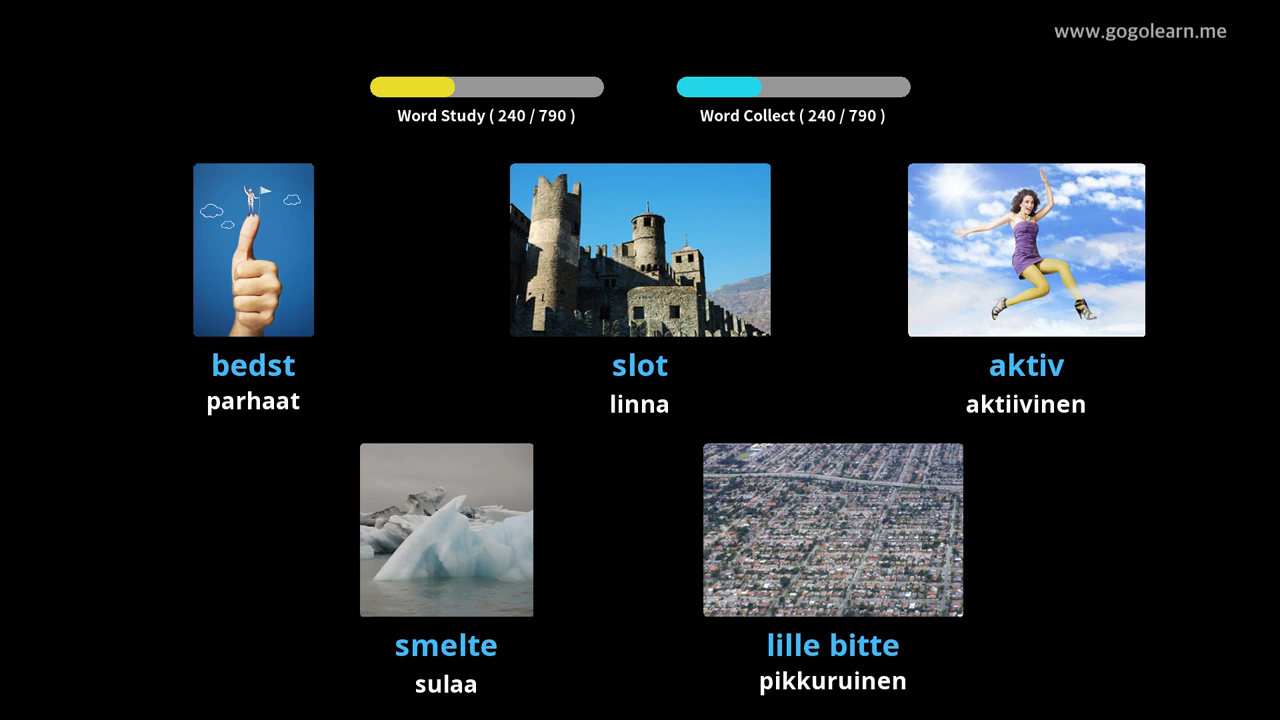 www.gogolearn.me
Word Study ( 240 / 790 )
Word Collect ( 240 / 790 )
bedst
parhaat
slot
linna
aktiv
aktiivinen
smelte
sulaa
lille bitte
pikkuruinen